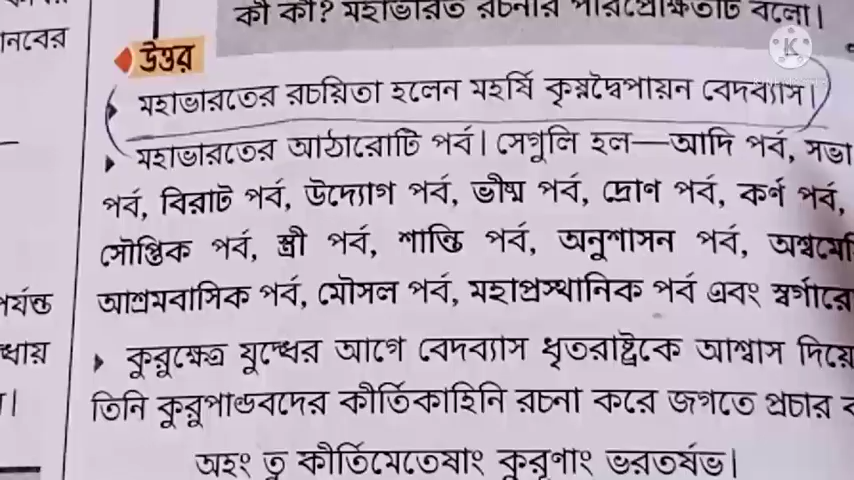 কী কী? মহাভারত রচনার পরিপ্রেক্ষিতটি বলো।
নবের
উত্তর
মহাভারতের রচয়িতা হলেন মহর্ষি কৃষ্ণদ্বৈপায়ন বেদব্যাস।
মহাভারতের আঠারোটি পর্ব। সেগুলি হল—আদি পর্ব, সভা
পর্ব, বিরাট পর্ব, উদ্যোগ পর্ব, ভীষ্ম পর্ব, দ্রোণ পর্ব, কর্ণ পর্ব,
সৌপ্তিক পর্ব, স্ত্রী পর্ব, শান্তি পর্ব, অনুশাসন পর্ব, অশ্বমে
আশ্রমবাসিক পর্ব, মৌসল পর্ব, মহাপ্রস্থানিক পর্ব এবং স্বর্গারো
পর্যন্ত
কুরুক্ষেত্র যুদ্ধের আগে বেদব্যাস ধৃতরাষ্ট্রকে আশ্বাস দিয়ে
তিনি কুরুপাণ্ডবদের কীর্তিকাহিনি রচনা করে জগতে প্রচার
অহং তু কীর্তিমেতেষাং কুরূণাং ভরতর্ষভ।